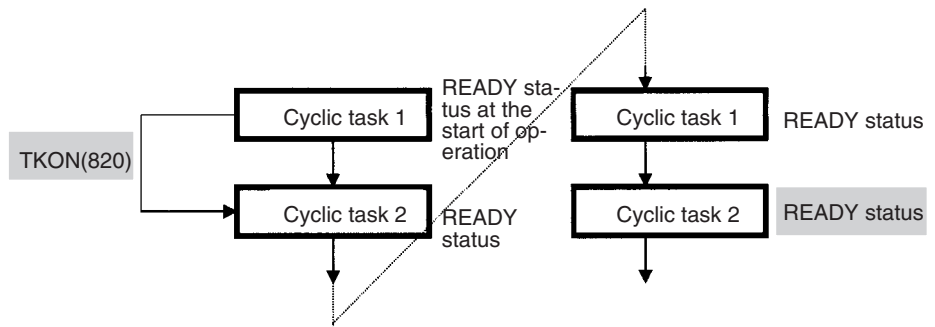 TKON(820)
Cyclic task 1
READY sta-
tus at the
start of op-
eration
Cyclic task 2
READY
status
Cyclic task 1
READY status
Cyclic task 2
READY status